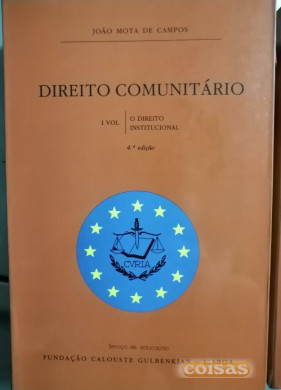 JOÃO MOTA DE CAMPOS
DIREITO COMUNITÁRIO
I VOL. O DIREITO
INSTITUCIONAL
4.ª edição
CVRIA
Serviço de educação
FUNDAÇÃO CALOUSTE GULBENKIAN
coisas